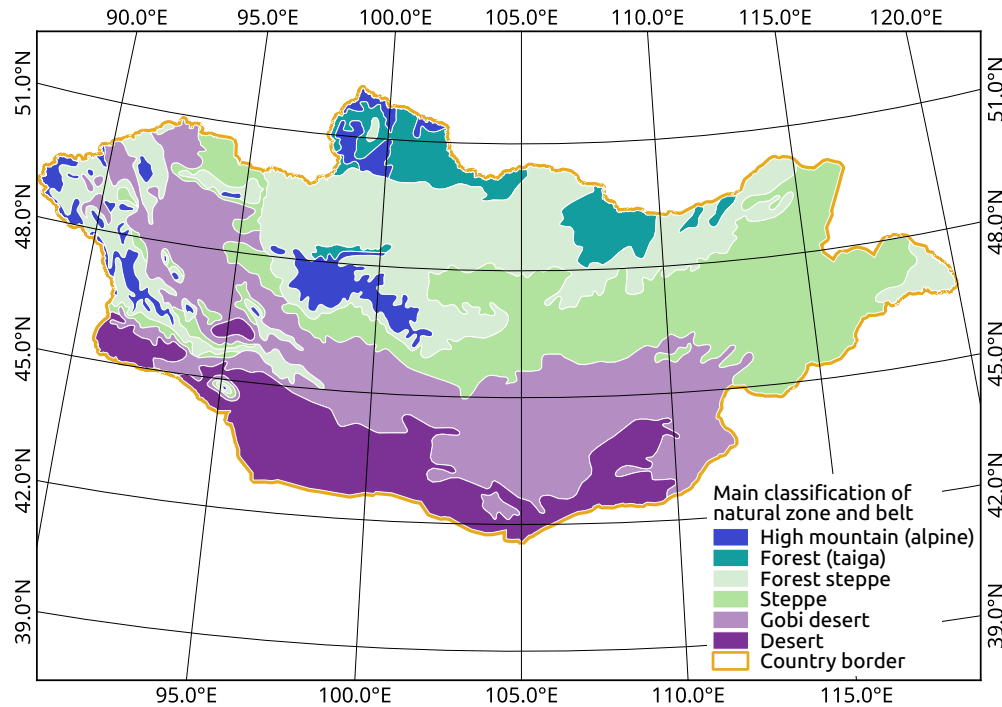 90.0°E 95.0°E 100.0°E 105.0°E 110.0°E 115.0°E 120.0°E
51.0°N 51.0°N
48.0°N 48.0°N
45.0°N 45.0°N
42.0°N 42.0°N
39.0°N 39.0°N
Main classification of
natural zone and belt
High mountain (alpine)
Forest (taiga)
Forest steppe
Steppe
Gobi desert
Desert
Country border
95.0°E 100.0°E 105.0°E 110.0°E 115.0°E